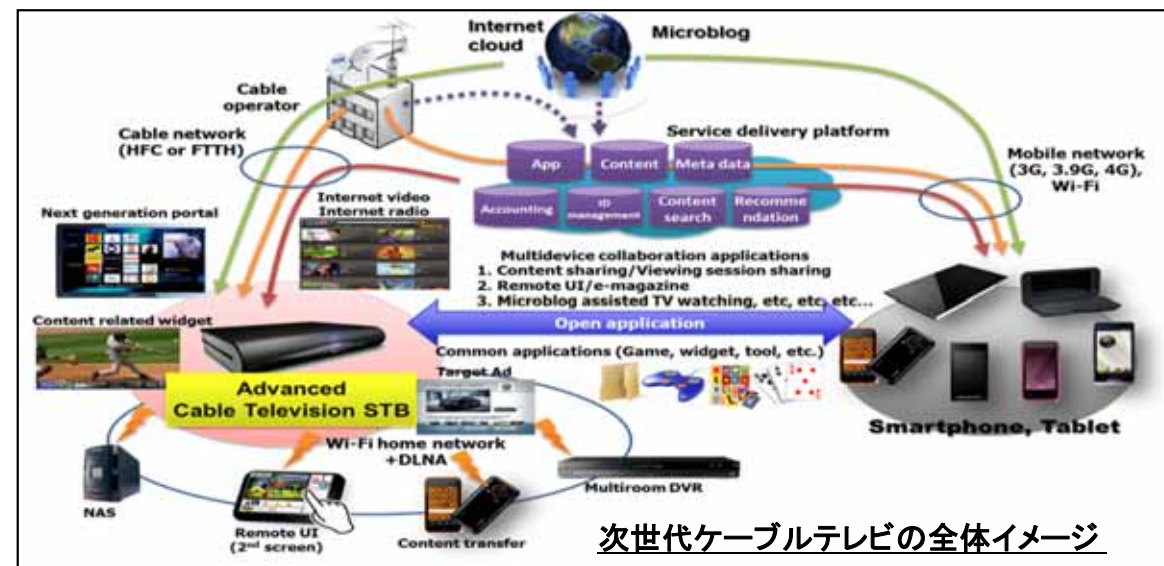 Internet
cloud
Microblog
Cable
operator
Cable network
(HFC or FTTH)
Service delivery platform
App
Content
Meta data
Accounting
ID
management
Content
search
Recomme
ndation
Mobile network
(3G, 3.9G, 4G),
Wi-Fi
Next generation portal
Internet video
Internet radio
Multidevice collaboration applications
1. Content sharing/Viewing session sharing
2. Remote UI/e-magazine
3. Microblog assisted TV watching, etc, etc, etc...
Open application
Content related widget
Common applications (Game, widget, tool, etc.)
Target Ad
Advanced
Cable Television STB
Smartphone, Tablet
Wi-Fi home network
+DLNA
NAS
Remote UI
(2nd screen)
Content transfer
Multiroom DVR
次世代ケーブルテレビの全体イメージ